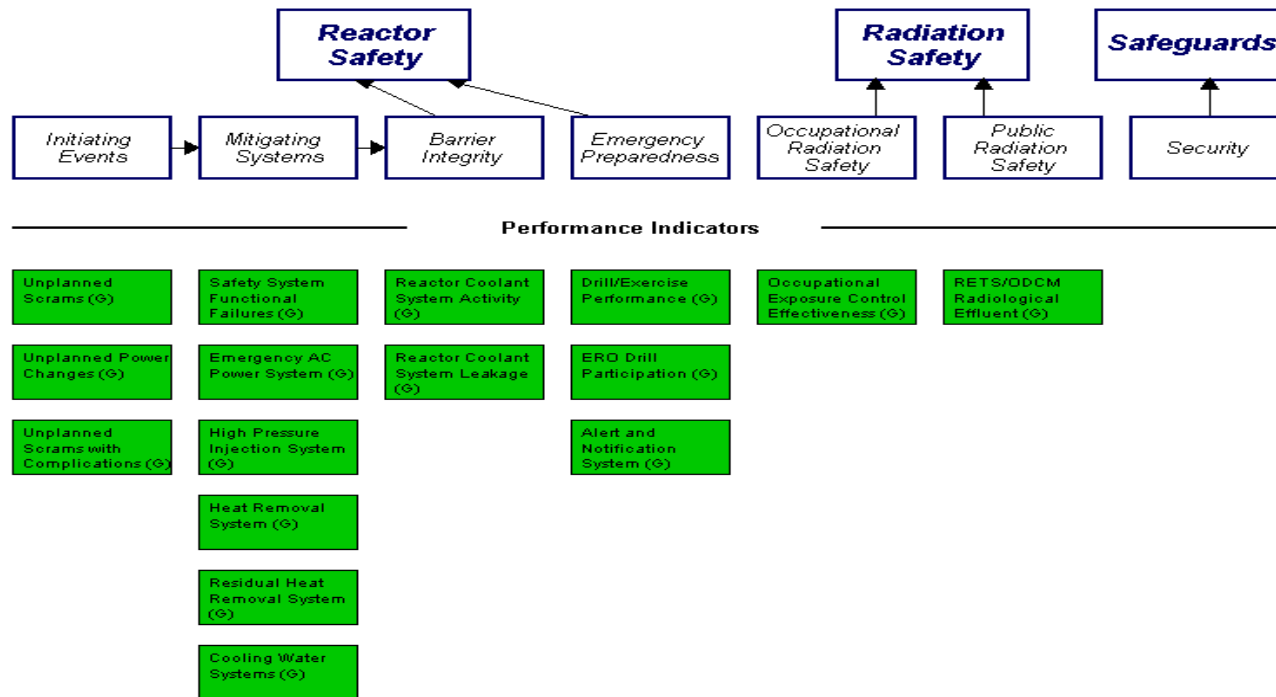 Reactor
Safety
Radiation
Safety
Safeguards
Initiating
Events
Mitigating
Systems
Barrier
Integrity
Emergency
Preparedness
Occupational
Radiation
Safety
Public
Radiation
Safety
Security
Performance Indicators
Unplanned
Scrams (G)
Safety System
Functional
Failures (G)
Reactor Coolant
System Activity
(G)
Drill/Exercise
Performance (G)
Occupational
Exposure Control
Effectiveness (G)
RETS/ODCM
Radiological
Effluent (G)
Unplanned Power
Changes (G)
Emergency AC
Power System (G)
Reactor Coolant
System Leakage
(G)
ERO Drill
Participation (G)
Unplanned
Scrams with
Complications (G)
High Pressure
Injection System
(G)
Alert and
Notification
System (G)
Heat Removal
System (G)
Residual Heat
Removal System
(G)
Cooling Water
Systems (G)